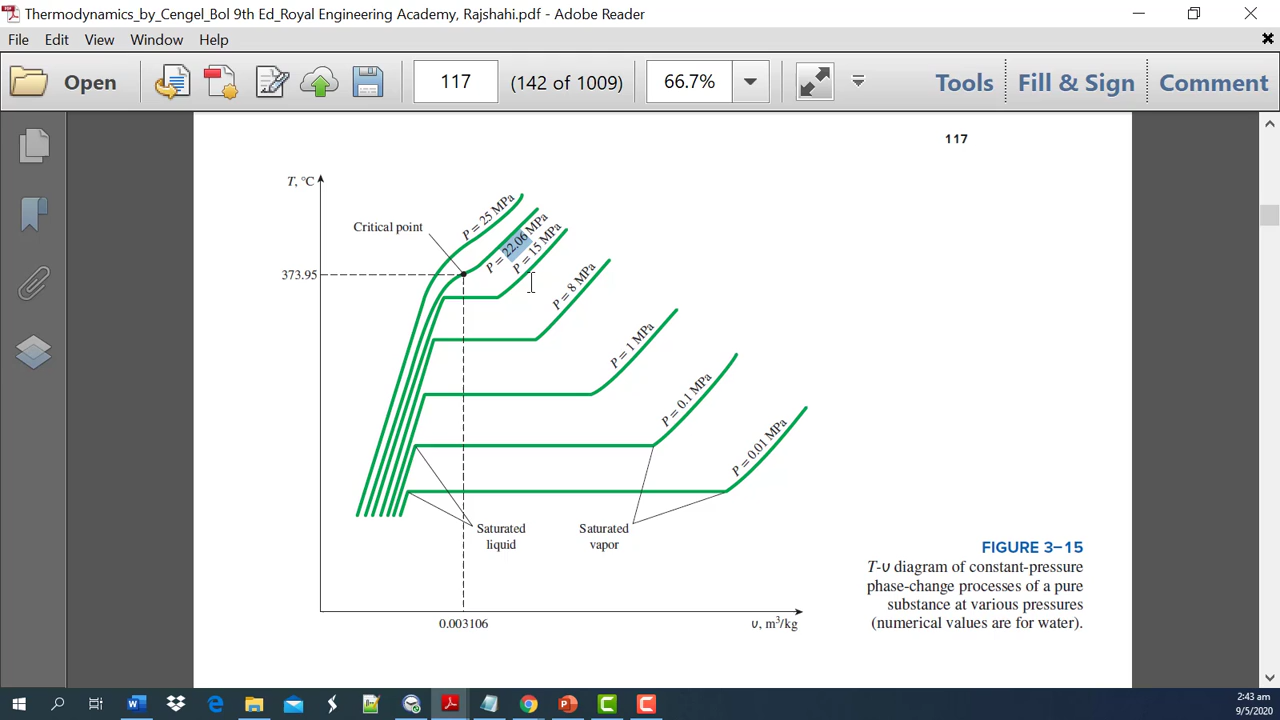 Thermodynamics_by_Cengel_Bol 9th Ed_Royal Engineering Academy, Rajshahi.pdf - Adobe Reader
File Edit View Window Help
Open 117 (142 of 1009) 66.7% Tools Fill & Sign Comment
117
T, °C
P = 25 MPa
Critical point
P = 22.06 MPa
P = 15 MPa
373.95
P = 8 MPa
P = 1 MPa
P = 0.1 MPa
P = 0.01 MPa
Saturated
liquid
Saturated
vapor
0.003106
υ, m³/kg
FIGURE 3–15
T-υ diagram of constant-pressure
phase-change processes of a pure
substance at various pressures
(numerical values are for water).
2:43 am
9/5/2020